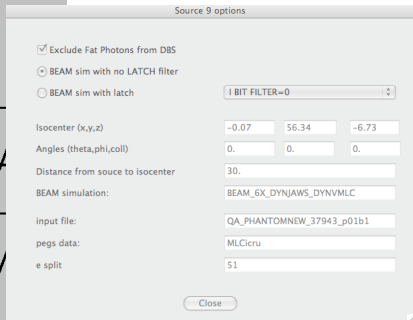 Source 9 options
Exclude Fat Photons from DBS
BEAM sim with no LATCH filter
BEAM sim with latch
I BIT FILTER=0
Isocenter (x,y,z) -0.07 56.34 -6.73
Angles (theta,phi,coll) 0. 0. 0.
Distance from souce to isocenter 30.
BEAM simulation: BEAM_6X_DYNJAWS_DYNVMLC
input file: QA_PHANTOMNEW_37943_p01b1
pegs data: MLCicru
e split 51
Close